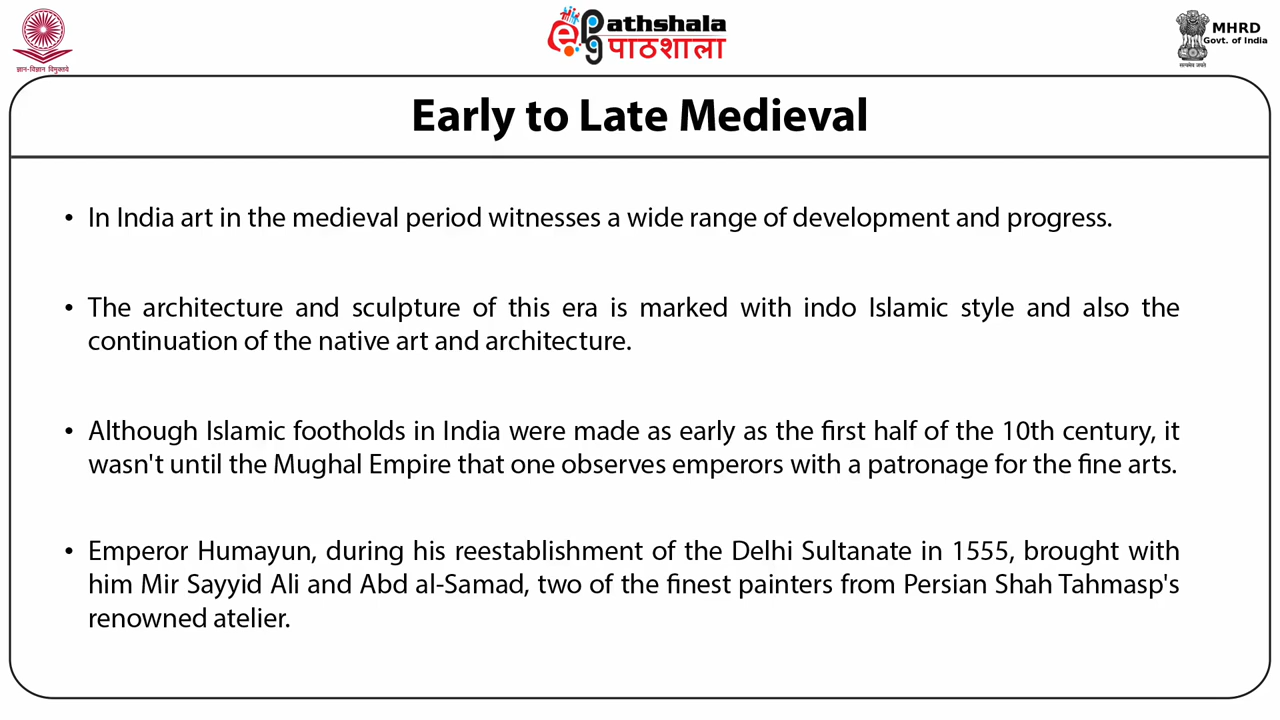 ज्ञान-विज्ञान विमुक्तये
ePathshala
पाठशाला
MHRD
Govt. of India
सत्यमेव जयते
Early to Late Medieval
• In India art in the medieval period witnesses a wide range of development and progress.
• The architecture and sculpture of this era is marked with indo Islamic style and also the
continuation of the native art and architecture.
• Although Islamic footholds in India were made as early as the first half of the 10th century, it
wasn't until the Mughal Empire that one observes emperors with a patronage for the fine arts.
• Emperor Humayun, during his reestablishment of the Delhi Sultanate in 1555, brought with
him Mir Sayyid Ali and Abd al-Samad, two of the finest painters from Persian Shah Tahmasp's
renowned atelier.